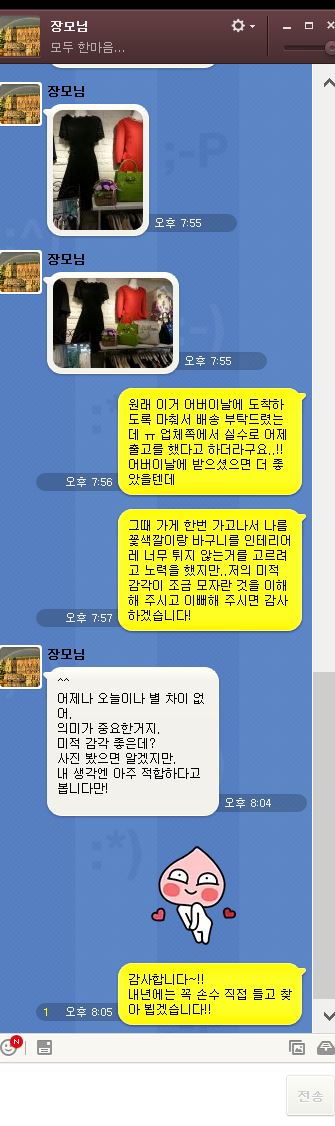 장모님
모두 한마음...
장모님
오후 7:55
장모님
오후 7:55
원래 이거 어버이날에 도착하
도록 마춰서 배송 부탁드렸는
데 ㅠ 업체쪽에서 실수로 어제
출고를 했다고 하더라구요..!!
어버이날에 받으셨으면 더 좋
았을텐데
오후 7:56
그때 가게 한번 가고나서 나름
꽃색깔이랑 바구니를 인테리어
레 너무 튀지 않는거를 고르려
고 노력을 했지만..저의 미적
감각이 조금 모자란 것을 이해
해 주시고 이뻐해 주시면 감사
하겠습니다!
오후 7:57
장모님
^^
어제나 오늘이나 별 차이 없
어.
의미가 중요한거지.
미적 감각 좋은데?
사진 봤으면 알겠지만.
내 생각엔 아주 적합하다고
봅니다만!
오후 8:04
감사합니다~!!
내년에는 꼭 손수 직접 들고 찾
아 뵙겠습니다!!
1 오후 8:05
N
전송